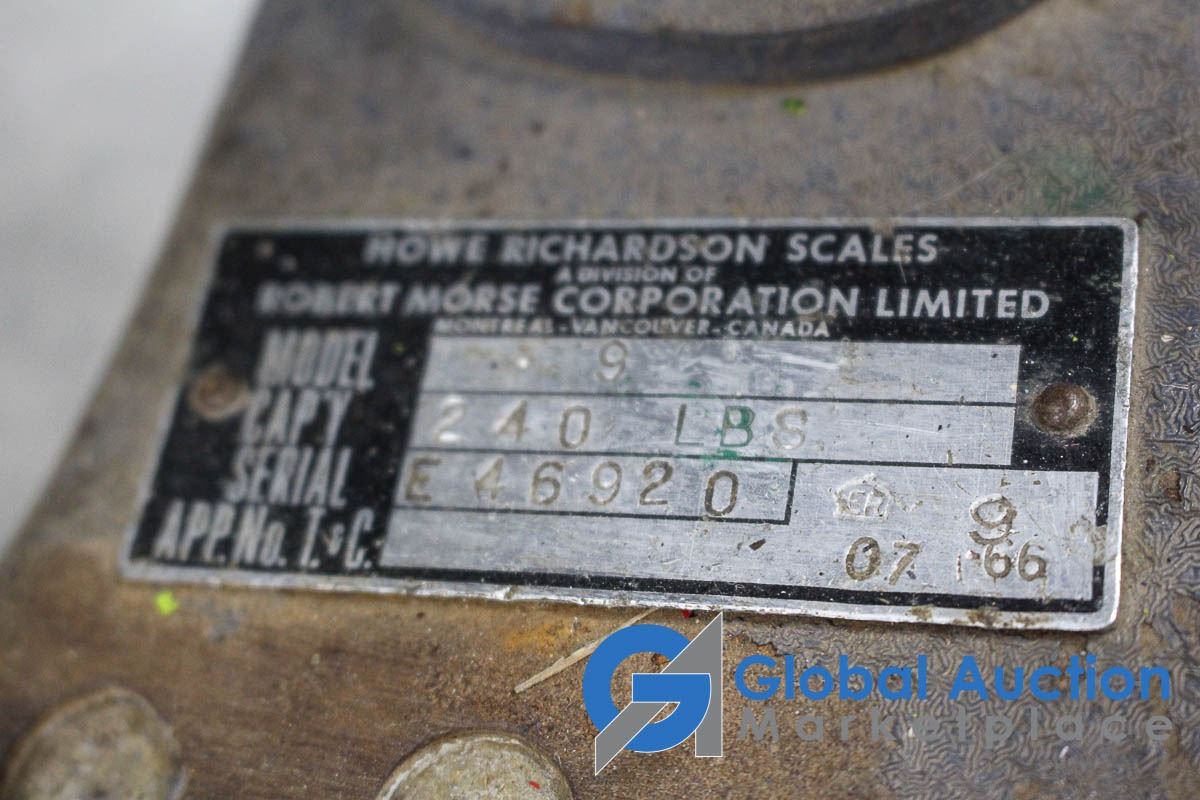 HOWE RICHARDSON SCALES
A DIVISION OF
ROBERT MORSE CORPORATION LIMITED
MONTREAL-VANCOUVER-CANADA
MODEL 9
CAP'Y 240 LBS
SERIAL E 46920
APP. No. T. & C.
9
07 66
GA Global Auction
Marketplace